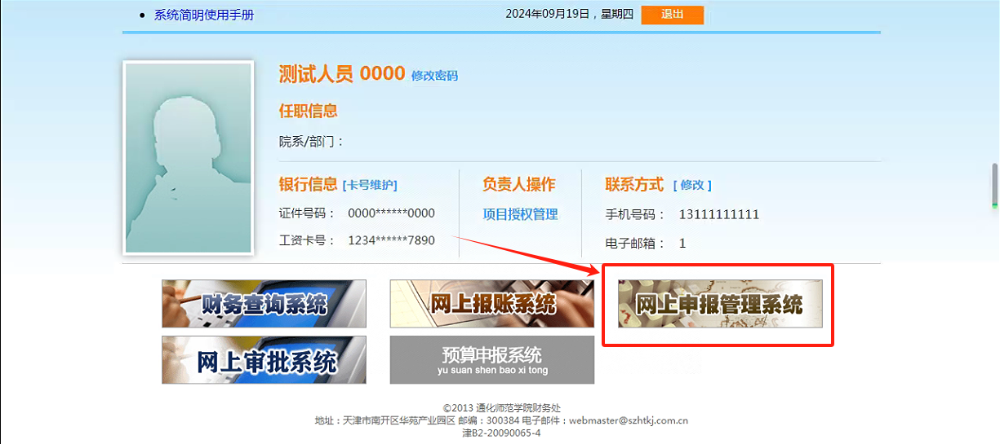 系统简明使用手册
2024年09月19日，星期四 退出
测试人员 0000 修改密码
任职信息
院系/部门：
银行信息 [卡号维护]
证件号码： 0000******0000
工资卡号： 1234******7890
负责人操作
项目授权管理
联系方式 [ 修改 ]
手机号码： 13111111111
电子邮箱： 1
财务查询系统 网上报账系统 网上申报管理系统
网上审批系统 预算申报系统
yu suan shen bao xi tong
©2013 通化师范学院财务处
地址：天津市南开区华苑产业园区 邮编：300384 电子邮件：webmaster@szhtkj.com.cn
津B2-20090065-4